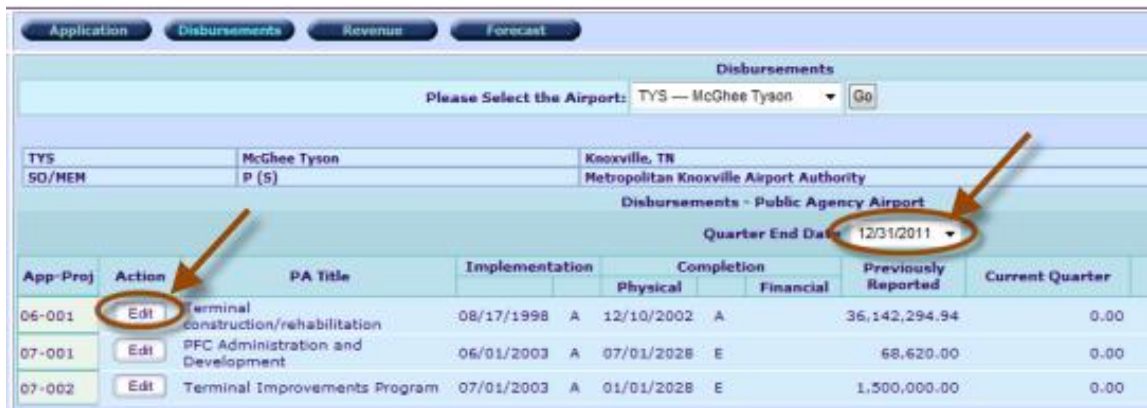 Application Disbursements Revenue Forecast
Disbursements
Please Select the Airport: TYS — McGhee Tyson Go
TYS McGhee Tyson Knoxville, TN
SO/MEM P (S) Metropolitan Knoxville Airport Authority
Disbursements - Public Agency Airport
Quarter End Date 12/31/2011
App-Proj Action PA Title Implementation Completion Previously Reported Current Quarter
Physical Financial
06-001 Edit Terminal construction/rehabilitation 08/17/1998 A 12/10/2002 A 36,142,294.94 0.00
07-001 Edit PFC Administration and Development 06/01/2003 A 07/01/2028 E 68,620.00 0.00
07-002 Edit Terminal Improvements Program 07/01/2003 A 01/01/2028 E 1,500,000.00 0.00